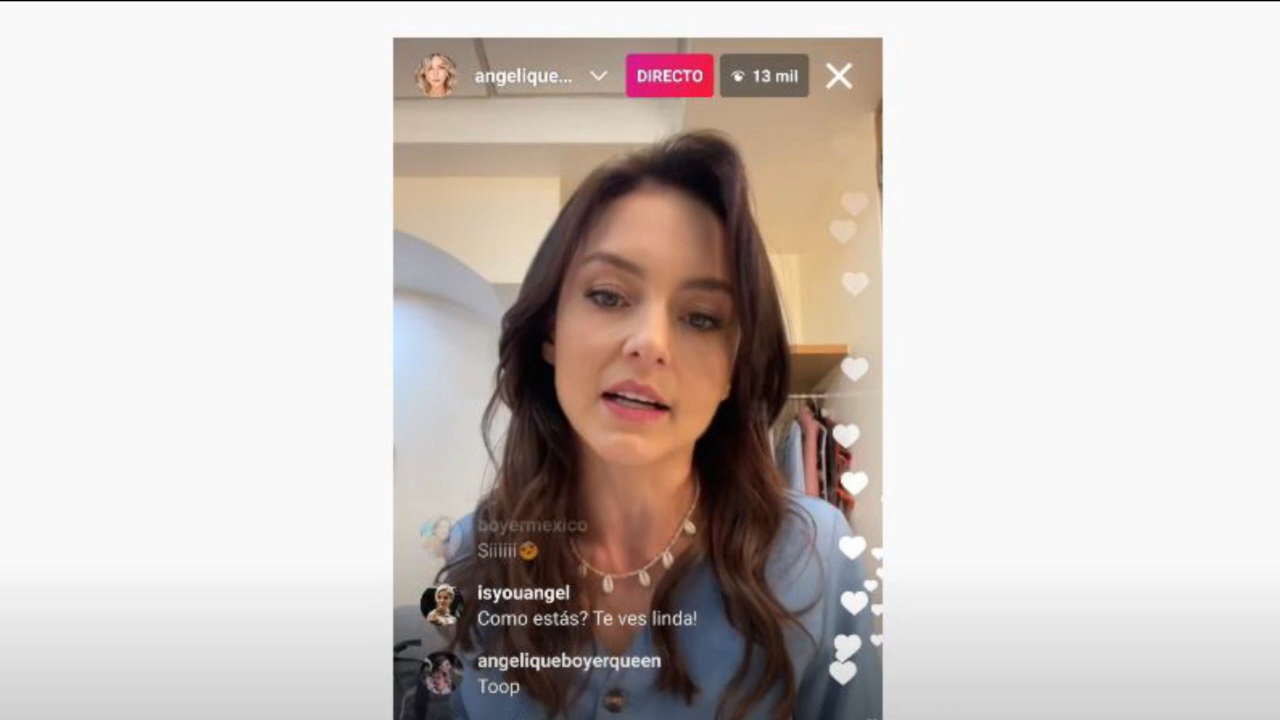 angelique...
DIRECTO
13 mil
boyermexico
Siiiiii
isyouangel
Como estás? Te ves linda!
angeliqueboyerqueen
Toop